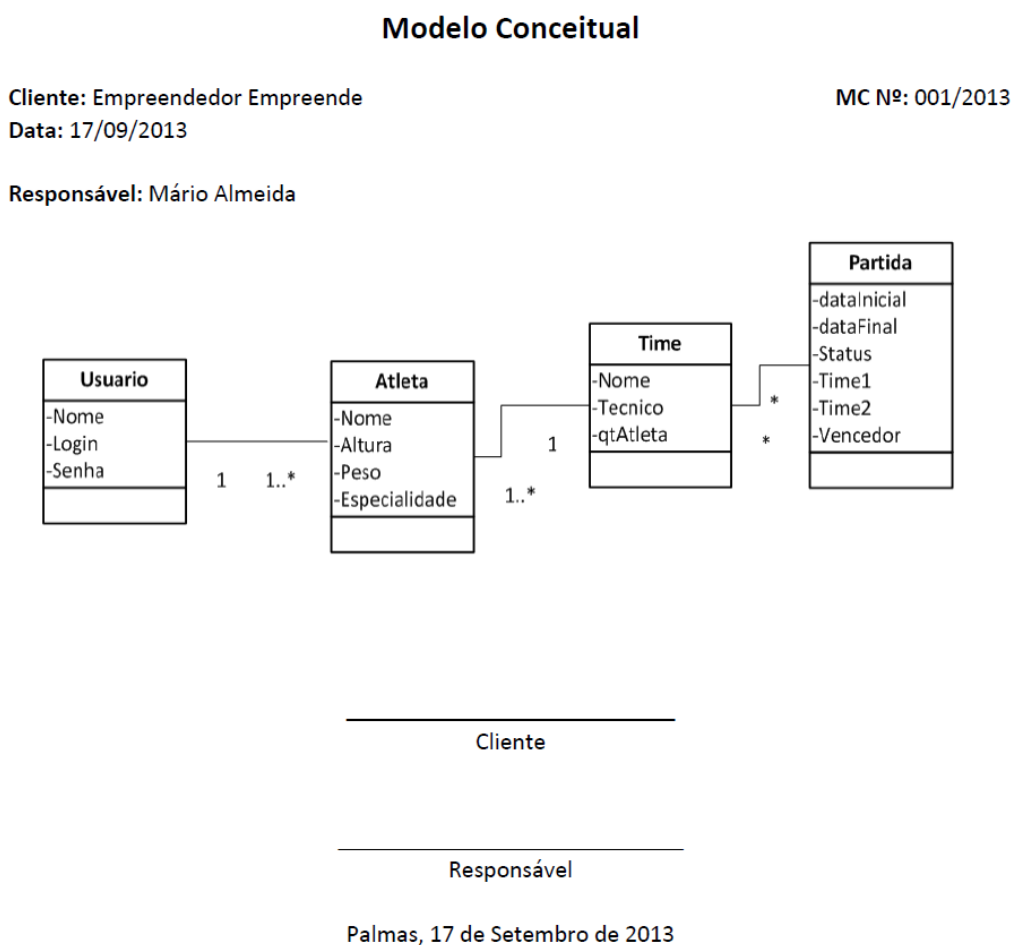 Modelo Conceitual
Cliente: Empreendedor Empreende
MC Nº: 001/2013
Data: 17/09/2013
Responsável: Mário Almeida
Usuario
-Nome
-Login
-Senha
1
1..*
Atleta
-Nome
-Altura
-Peso
-Especialidade
1..*
1
Time
-Nome
-Tecnico
-qtAtleta
*
*
Partida
-dataInicial
-dataFinal
-Status
-Time1
-Time2
-Vencedor
Cliente
Responsável
Palmas, 17 de Setembro de 2013